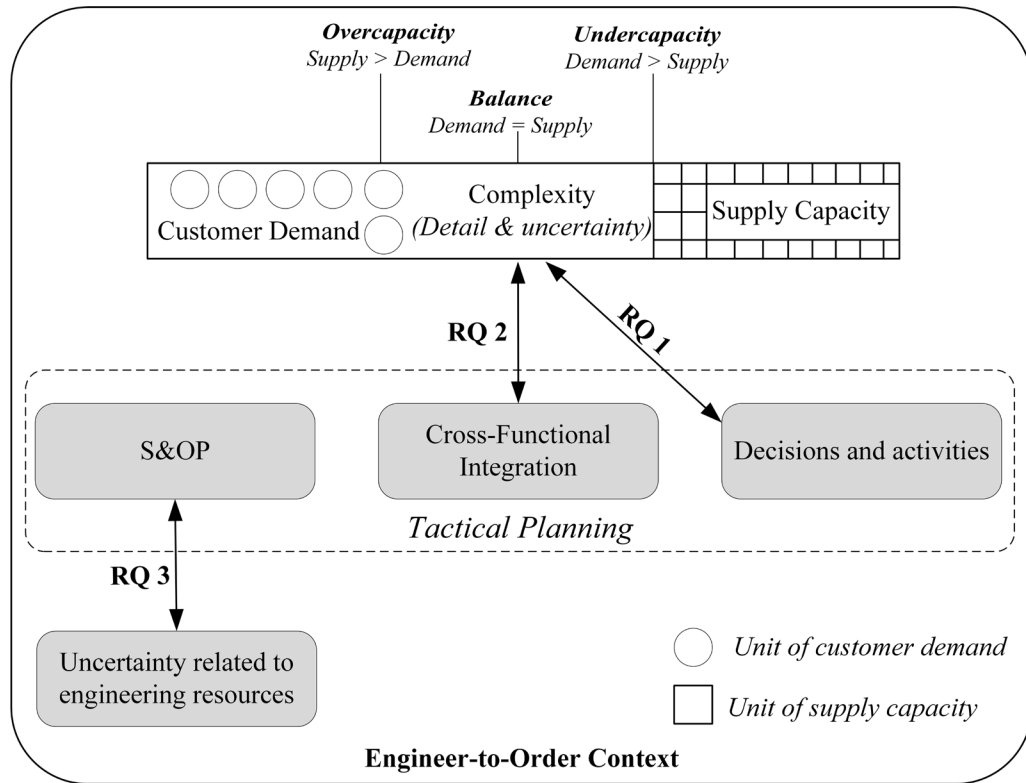 Overcapacity
Supply > Demand
Undercapacity
Demand > Supply
Balance
Demand = Supply
Customer Demand
Complexity
(Detail & uncertainty)
Supply Capacity
RQ 2
RQ 1
S&OP
Cross-Functional
Integration
Decisions and activities
Tactical Planning
RQ 3
Uncertainty related to
engineering resources
Unit of customer demand
Unit of supply capacity
Engineer-to-Order Context